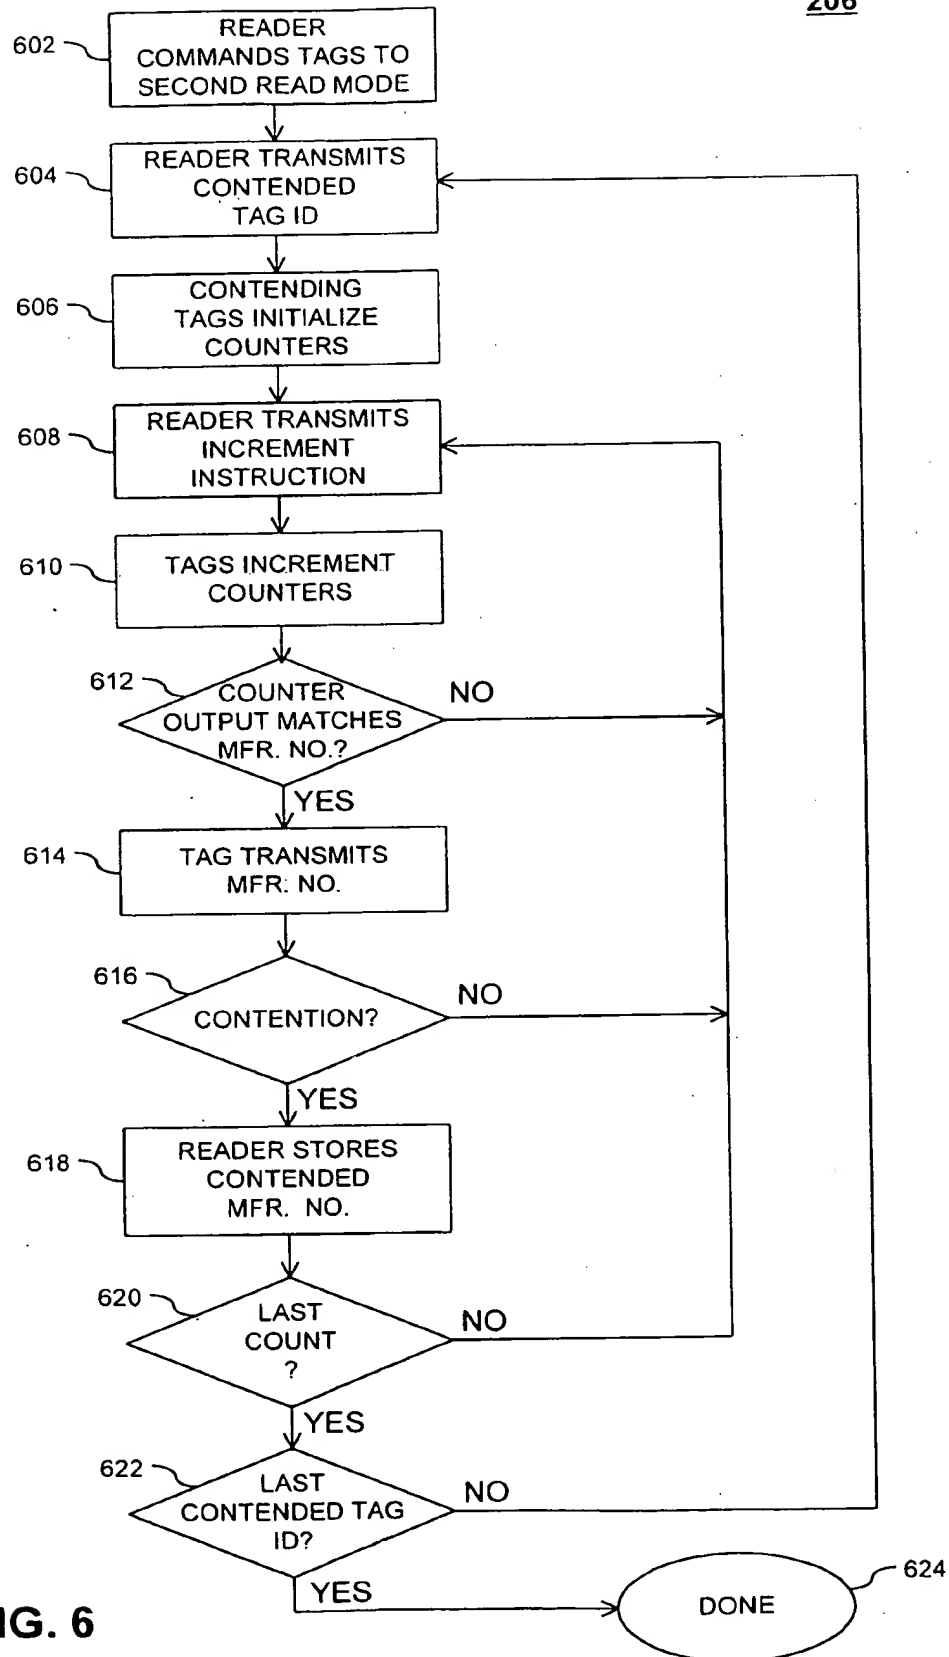 206
602
READER
COMMANDS TAGS TO
SECOND READ MODE
604
READER TRANSMITS
CONTENDED
TAG ID
606
CONTENDING
TAGS INITIALIZE
COUNTERS
608
READER TRANSMITS
INCREMENT
INSTRUCTION
610
TAGS INCREMENT
COUNTERS
612
COUNTER
OUTPUT MATCHES
MFR. NO.?
NO
YES
614
TAG TRANSMITS
MFR. NO.
616
CONTENTION?
NO
YES
618
READER STORES
CONTENDED
MFR. NO.
620
LAST
COUNT
?
NO
YES
622
LAST
CONTENDED TAG
ID?
NO
YES
624
DONE
IG. 6